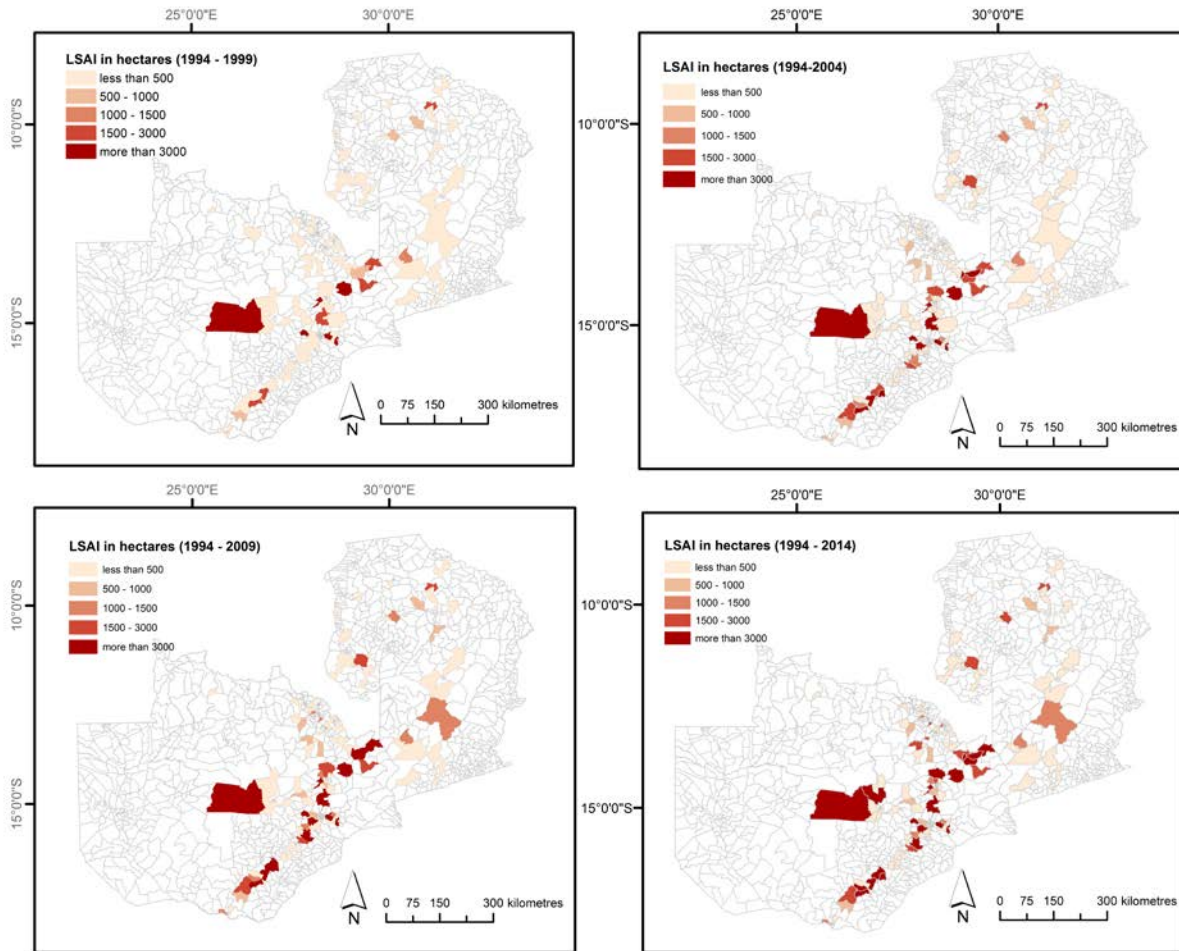 25°0'0"E 30°0'0"E
LSAI in hectares (1994 - 1999)
less than 500
500 - 1000
1000 - 1500
1500 - 3000
more than 3000
10°0'0"S
15°0'0"S
N
0 75 150 300 kilometres
25°0'0"E 30°0'0"E
LSAI in hectares (1994-2004)
less than 500
500 - 1000
1000 - 1500
1500 - 3000
more than 3000
10°0'0"S
15°0'0"S
N
0 75 150 300 kilometres
25°0'0"E 30°0'0"E
LSAI in hectares (1994 - 2009)
less than 500
500 - 1000
1000 - 1500
1500 - 3000
more than 3000
10°0'0"S
15°0'0"S
N
0 75 150 300 kilometres
25°0'0"E 30°0'0"E
LSAI in hectares (1994 - 2014)
less than 500
500 - 1000
1000 - 1500
1500 - 3000
more than 3000
10°0'0"S
15°0'0"S
N
0 75 150 300 kilometres